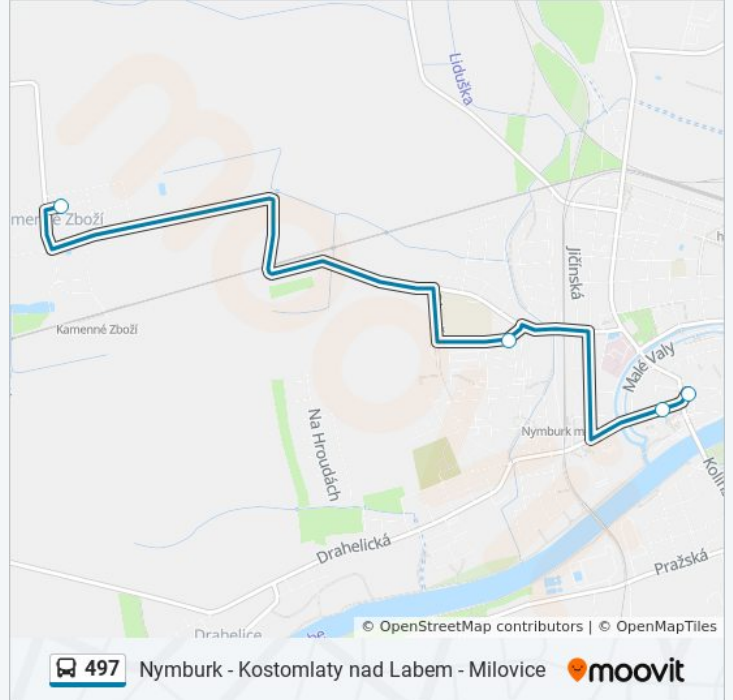 Liduška
Kamenné Zboží
Jičínská
Kamenné Zboží
Malé Valy
Na Hroudách
Nymburk m
Drahelická
Pražská
Drahelice
© OpenStreetMap contributors | © OpenMapTiles
497 Nymburk - Kostomlaty nad Labem - Milovice moovit